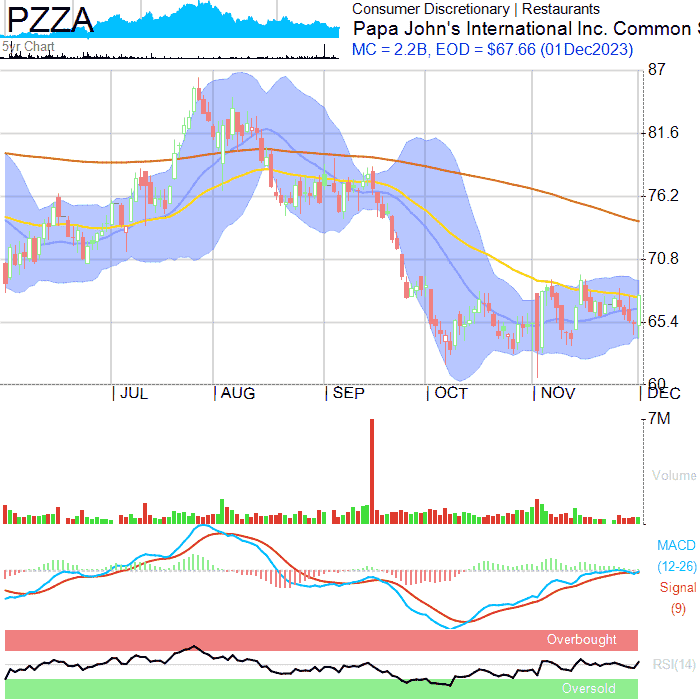 PZZA
5yr Chart
Consumer Discretionary | Restaurants
Papa John's International Inc. Common S
MC = 2.2B, EOD = $67.66 (01Dec2023)
87
81.6
76.2
70.8
65.4
60
JUL AUG SEP OCT NOV DEC
7M
Volume
MACD
(12-26)
Signal
(9)
Overbought
RSI(14)
Oversold